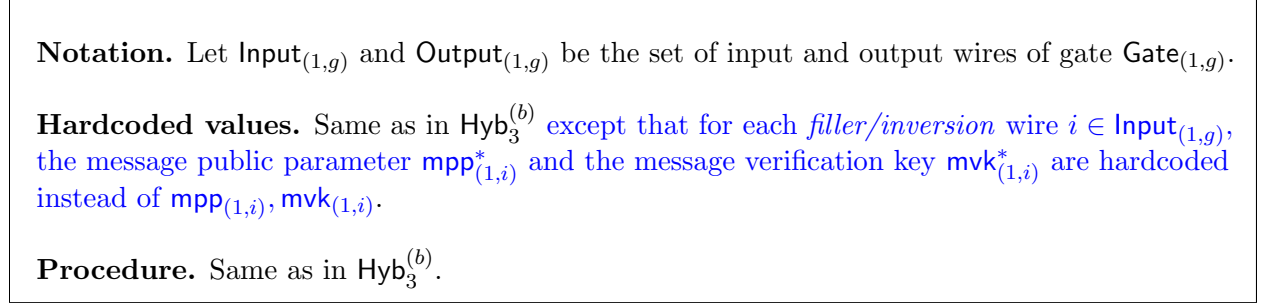 Notation. Let Input_{(1,g)} and Output_{(1,g)} be the set of input and output wires of gate Gate_{(1,g)}.
Hardcoded values. Same as in Hyb_3^{(b)} except that for each filler/inversion wire i ∈ Input_{(1,g)},
the message public parameter mpp^*_{(1,i)} and the message verification key mvk^*_{(1,i)} are hardcoded
instead of mpp_{(1,i)}, mvk_{(1,i)}.
Procedure. Same as in Hyb_3^{(b)}.